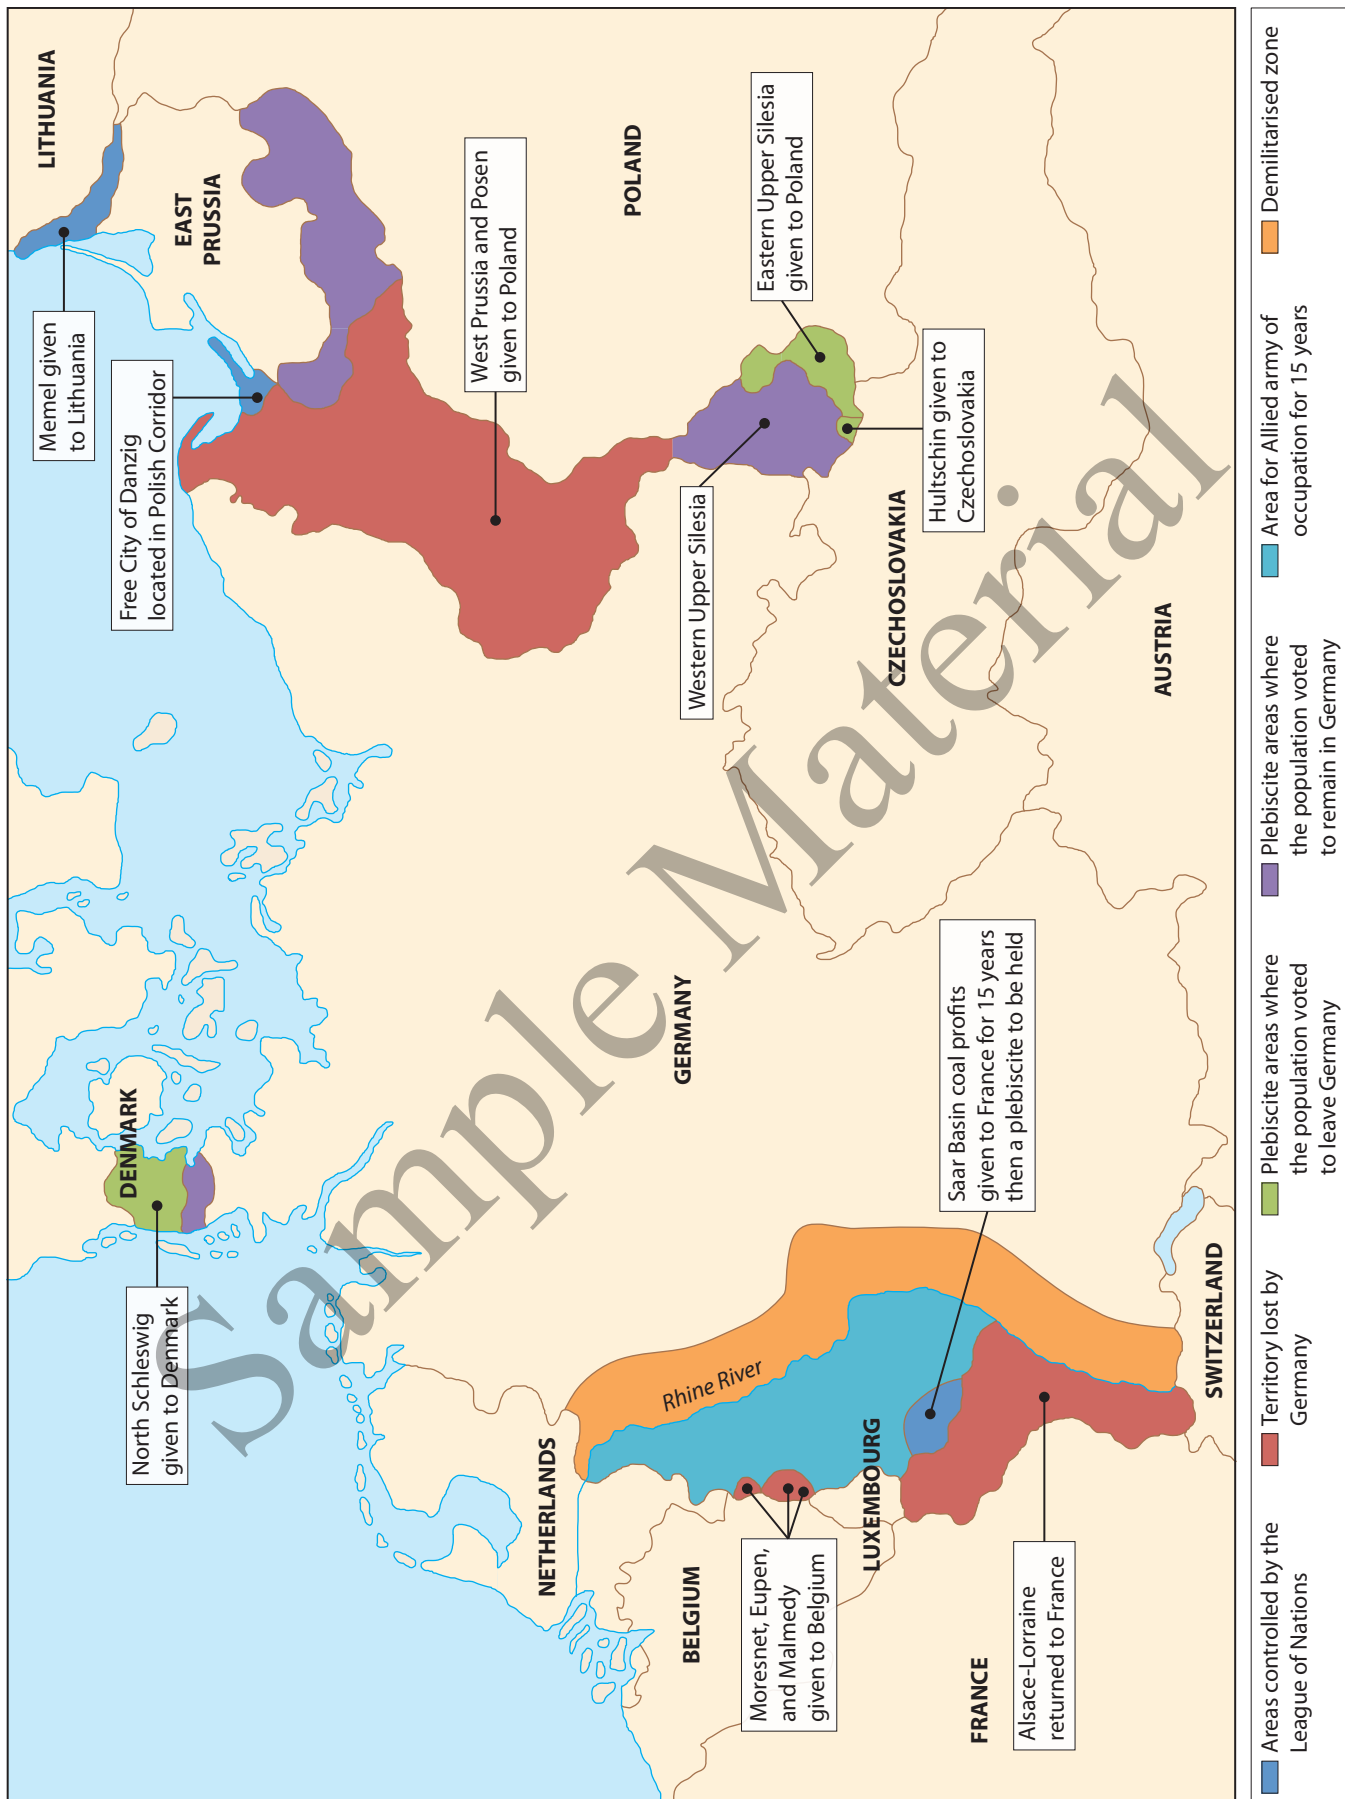 LITHUANIA
Memel given
to Lithuania
EAST
PRUSSIA
Free City of Danzig
located in Polish Corridor
DENMARK
North Schleswig
given to Denmark
West Prussia and Posen
given to Poland
POLAND
NETHERLANDS
Rhine River
GERMANY
Western Upper Silesia
Eastern Upper Silesia
given to Poland
BELGIUM
Moresnet, Eupen,
and Malmedy
given to Belgium
LUXEMBOURG
CZECHOSLOVAKIA
Hultschin given to
Czechoslovakia
Saar Basin coal profits
given to France for 15 years
then a plebiscite to be held
FRANCE
Alsace-Lorraine
returned to France
AUSTRIA
SWITZERLAND
Sample Material
Areas controlled by the
League of Nations
Territory lost by
Germany
Plebiscite areas where
the population voted
to leave Germany
Plebiscite areas where
the population voted
to remain in Germany
Area for Allied army of
occupation for 15 years
Demilitarised zone